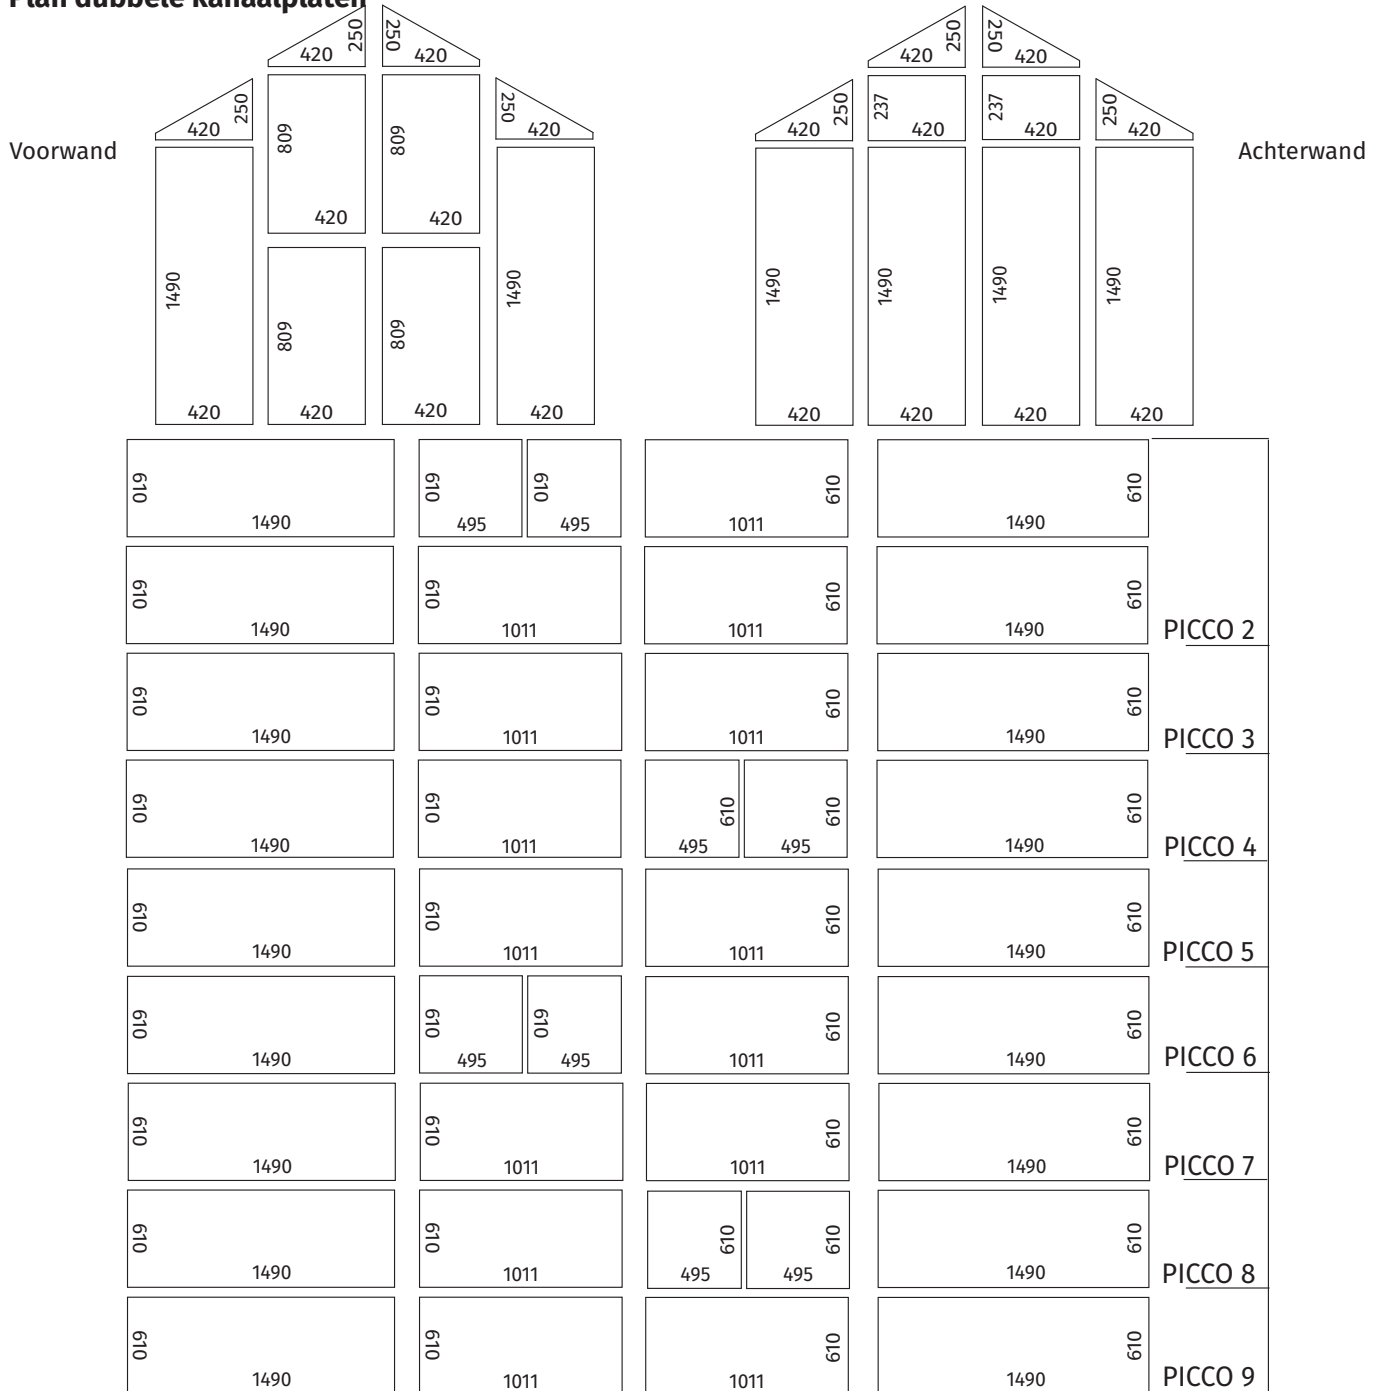 Plan dubbele kanaalplaten
250 250 250 250
420 420 420 420
250 250 250 237 237 250
420 420 420 420 420 420
809 809
Voorwand Achterwand
420 420
1490 1490 1490 1490 1490 1490
809 809
420 420 420 420 420 420 420 420
610 610 610 610 610
1490 495 495 1011 1490
610 610 610 610
1490 1011 1011 1490 PICCO 2
610 610 610 610
1490 1011 1011 1490 PICCO 3
610 610 610 610 610
1490 1011 495 495 1490 PICCO 4
610 610 610 610
1490 1011 1011 1490 PICCO 5
610 610 610 610 610
1490 495 495 1011 1490 PICCO 6
610 610 610 610
1490 1011 1011 1490 PICCO 7
610 610 610 610 610
1490 1011 495 495 1490 PICCO 8
610 610 610 610
1490 1011 1011 1490 PICCO 9